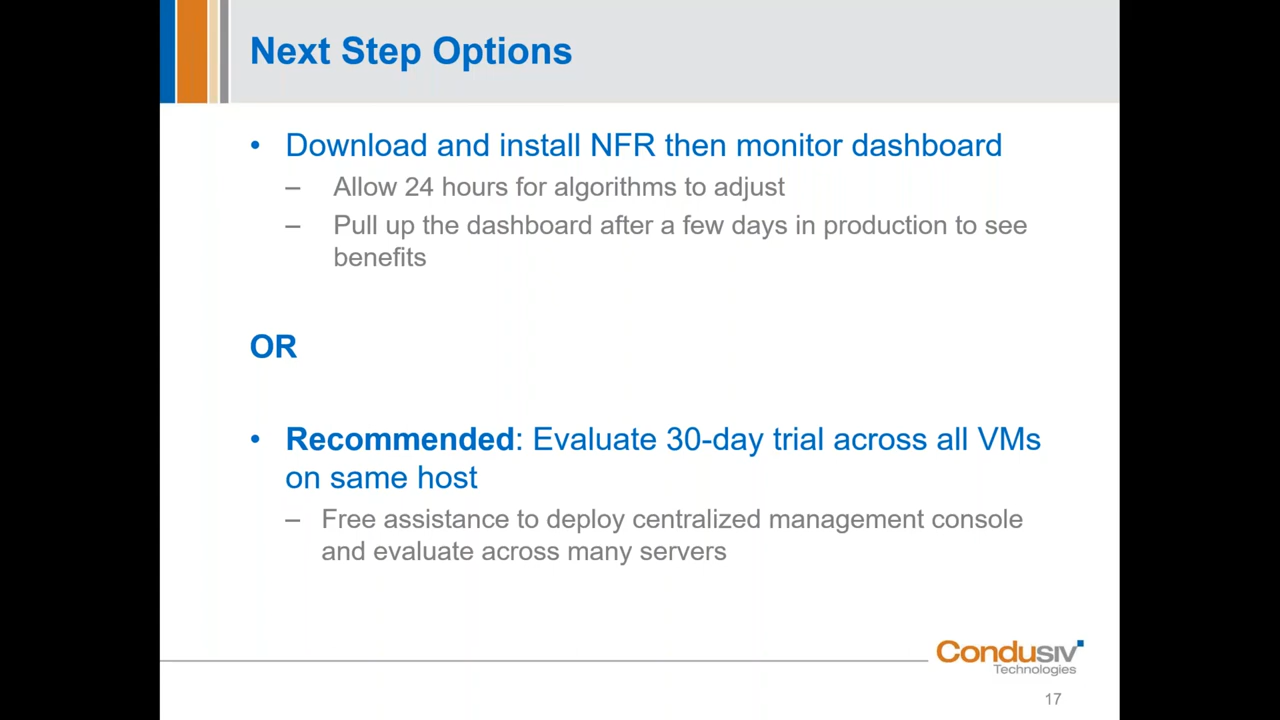 Next Step Options
• Download and install NFR then monitor dashboard
– Allow 24 hours for algorithms to adjust
– Pull up the dashboard after a few days in production to see
benefits
OR
• Recommended: Evaluate 30-day trial across all VMs
on same host
– Free assistance to deploy centralized management console
and evaluate across many servers
Condusiv
Technologies
17